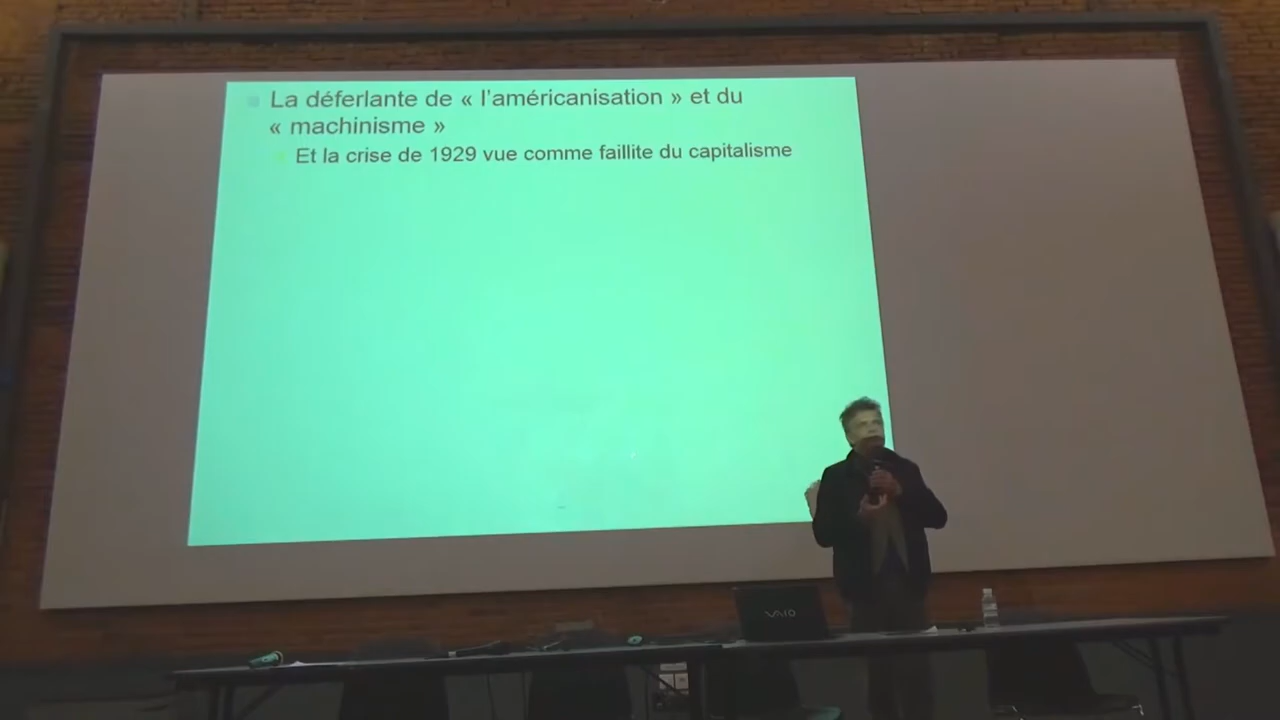 La déferlante de « l'américanisation » et du
« machinisme »
Et la crise de 1929 vue comme faillite du capitalisme
VAIO